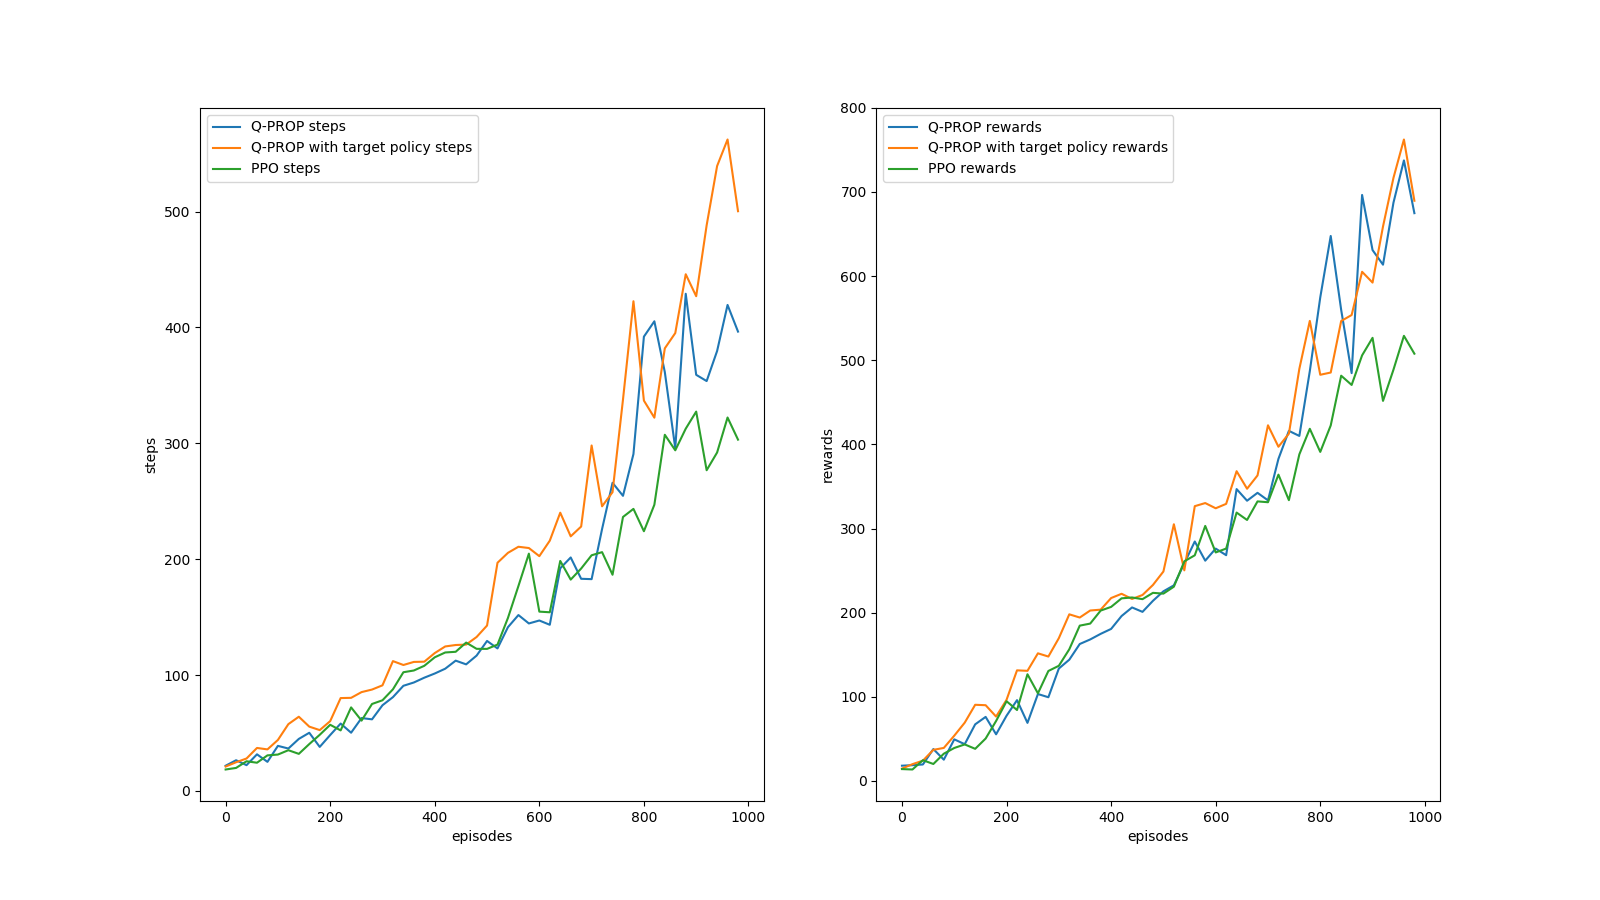 Q-PROP steps
Q-PROP with target policy steps
PPO steps
500
400
300
200
100
0
steps
0 200 400 600 800 1000
episodes
Q-PROP rewards
Q-PROP with target policy rewards
PPO rewards
800
700
600
500
400
300
200
100
0
rewards
0 200 400 600 800 1000
episodes